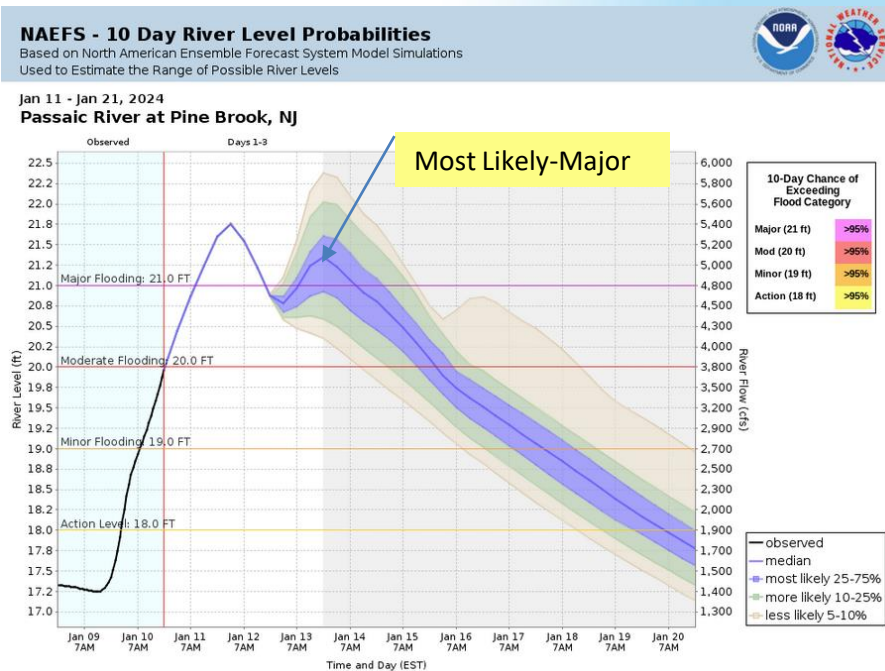 NAEFS - 10 Day River Level Probabilities
Based on North American Ensemble Forecast System Model Simulations
Used to Estimate the Range of Possible River Levels
NOAA
NATIONAL WEATHER SERVICE
Jan 11 - Jan 21, 2024
Passaic River at Pine Brook, NJ
Observed
Days 1-3
Most Likely-Major
22.5
22.2
22.0
21.8
21.5
21.2
21.0
20.8
20.5
20.2
20.0
19.8
19.5
19.2
19.0
18.8
18.5
18.2
18.0
17.8
17.5
17.2
17.0
River Level (ft)
Major Flooding: 21.0 FT
Moderate Flooding: 20.0 FT
Minor Flooding: 19.0 FT
Action Level: 18.0 FT
6,000
5,800
5,600
5,400
5,200
5,000
4,800
4,500
4,300
4,000
3,800
3,500
3,200
2,900
2,700
2,500
2,300
2,000
1,900
1,700
1,500
1,400
1,300
River Flow (cfs)
Jan 09
7AM
Jan 10
7AM
Jan 11
7AM
Jan 12
7AM
Jan 13
7AM
Jan 14
7AM
Jan 15
7AM
Jan 16
7AM
Jan 17
7AM
Jan 18
7AM
Jan 19
7AM
Jan 20
7AM
Time and Day (EST)
10-Day Chance of
Exceeding
Flood Category
Major (21 ft) >95%
Mod (20 ft) >95%
Minor (19 ft) >95%
Action (18 ft) >95%
observed
median
most likely 25-75%
more likely 10-25%
less likely 5-10%